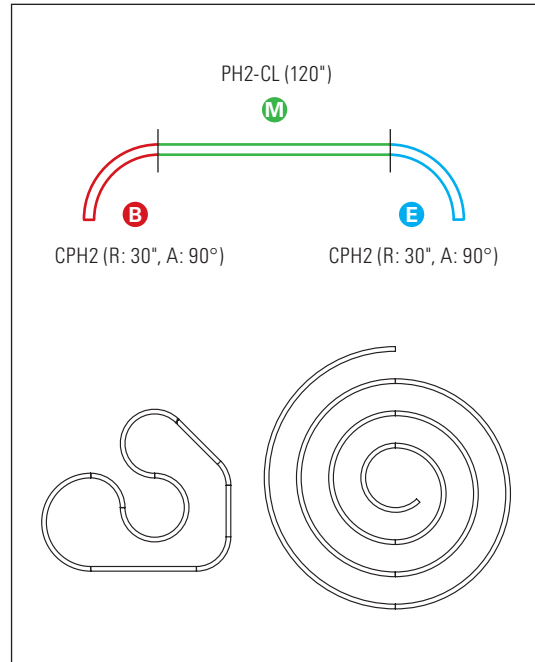 PH2-CL (120")
M
B
E
CPH2 (R: 30", A: 90°)
CPH2 (R: 30", A: 90°)